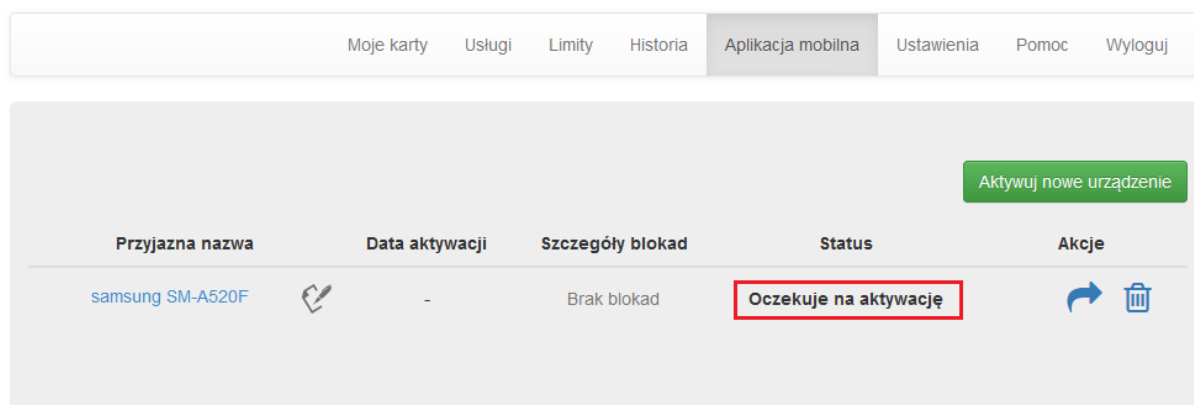 Moje karty Usługi Limity Historia Aplikacja mobilna Ustawienia Pomoc Wyloguj
Aktywuj nowe urządzenie
Przyjazna nazwa Data aktywacji Szczegóły blokad Status Akcje
samsung SM-A520F - Brak blokad Oczekuje na aktywację